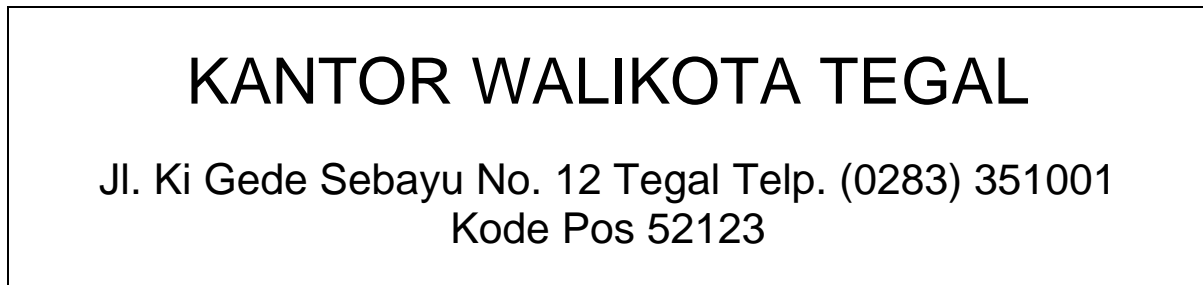 KANTOR WALIKOTA TEGAL
Jl. Ki Gede Sebayu No. 12 Tegal Telp. (0283) 351001
Kode Pos 52123